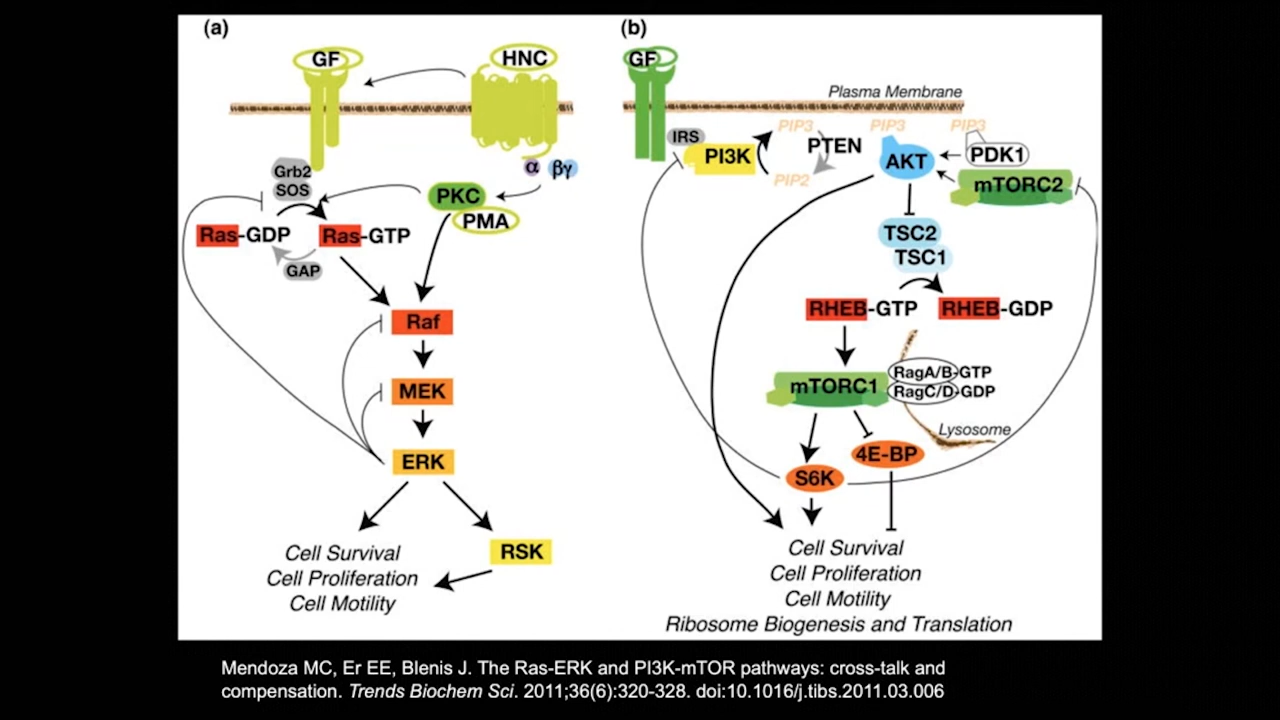 (a)
GF
HNC
Grb2
SOS
α
βγ
PKC
PMA
Ras-GDP
Ras-GTP
GAP
Raf
MEK
ERK
RSK
Cell Survival
Cell Proliferation
Cell Motility
(b)
GF
Plasma Membrane
IRS
PI3K
PIP3
PTEN
PIP2
PIP3
PIP3
AKT
PDK1
mTORC2
TSC2
TSC1
RHEB-GTP
RHEB-GDP
mTORC1
RagA/B-GTP
RagC/D-GDP
Lysosome
4E-BP
S6K
Cell Survival
Cell Proliferation
Cell Motility
Ribosome Biogenesis and Translation
Mendoza MC, Er EE, Blenis J. The Ras-ERK and PI3K-mTOR pathways: cross-talk and
compensation. Trends Biochem Sci. 2011;36(6):320-328. doi:10.1016/j.tibs.2011.03.006